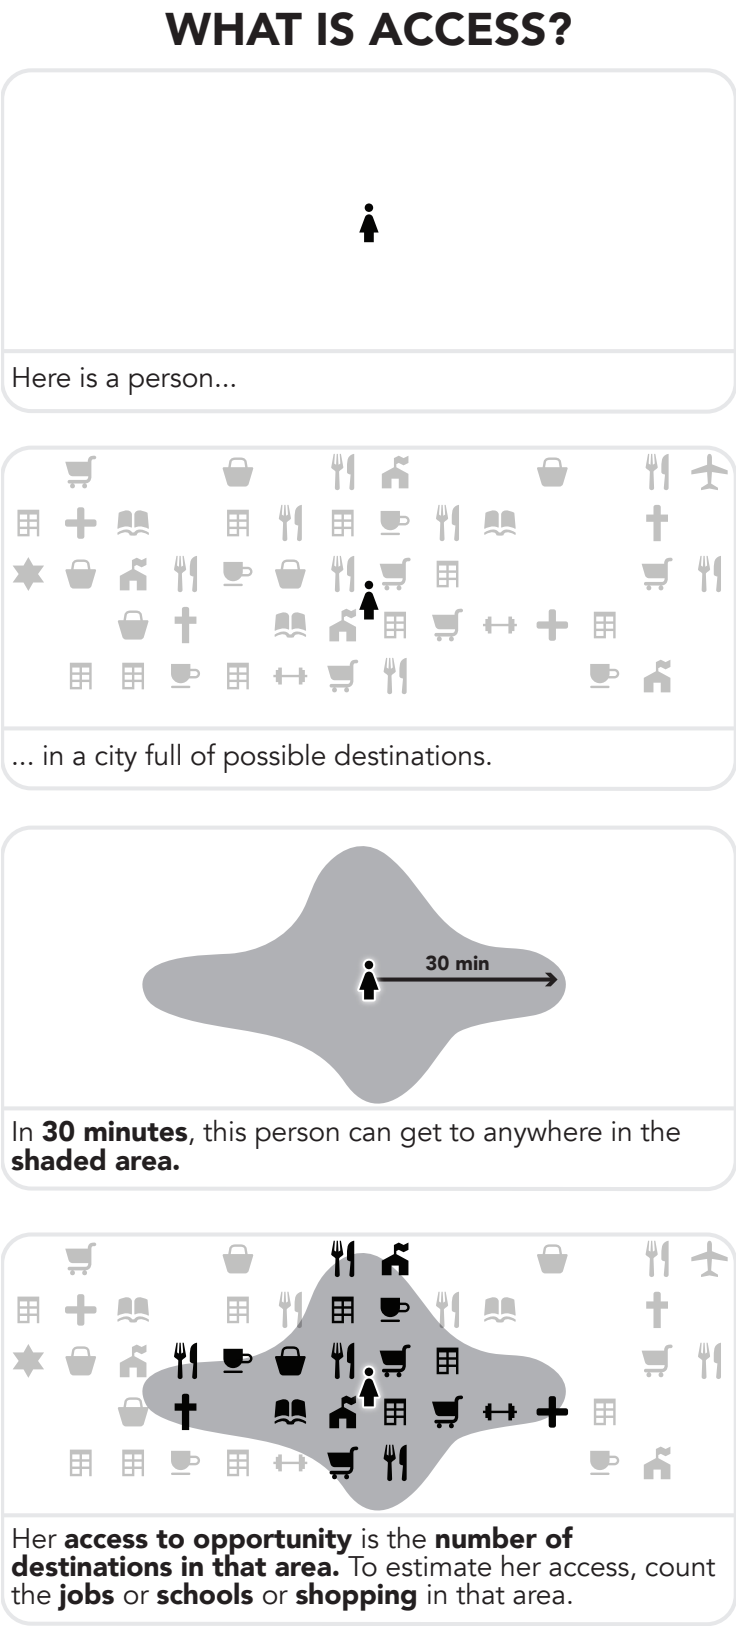 WHAT IS ACCESS?
Here is a person...
... in a city full of possible destinations.
30 min
In 30 minutes, this person can get to anywhere in the
shaded area.
Her access to opportunity is the number of
destinations in that area. To estimate her access, count
the jobs or schools or shopping in that area.